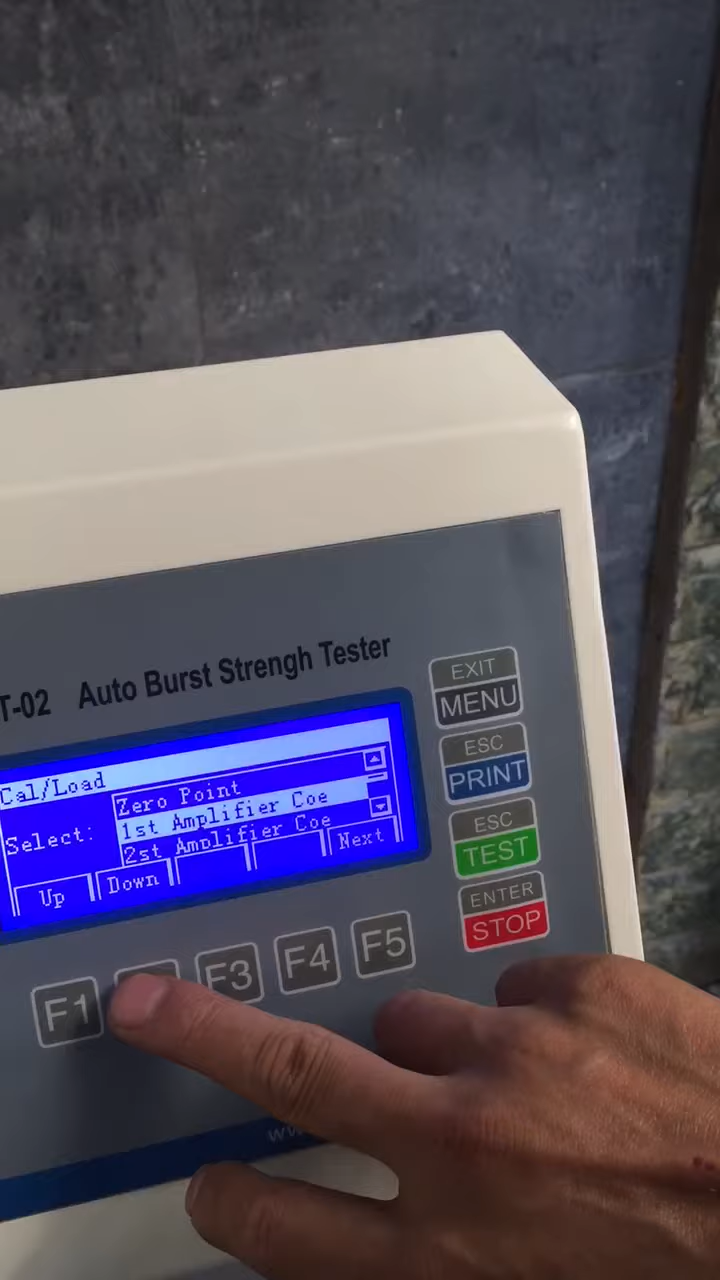 T-02 Auto Burst Strengh Tester
EXIT
MENU
ESC
PRINT
ESC
TEST
ENTER
STOP
Cal/Load
Select:
Zero Point
1st Amplifier Coe
2st Amplifier Coe
Up Down Next
F1 F3 F4 F5